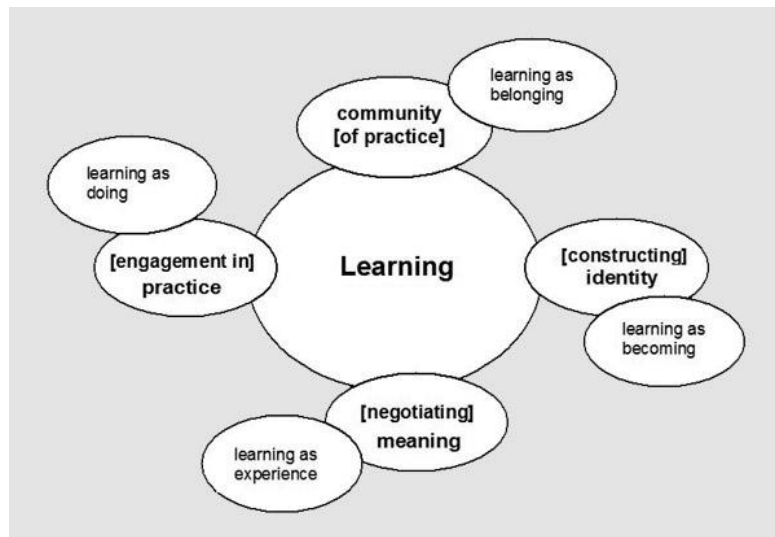 learning as
belonging
community
[of practice]
learning as
doing
[engagement in]
practice
Learning
[constructing]
identity
learning as
becoming
[negotiating]
meaning
learning as
experience